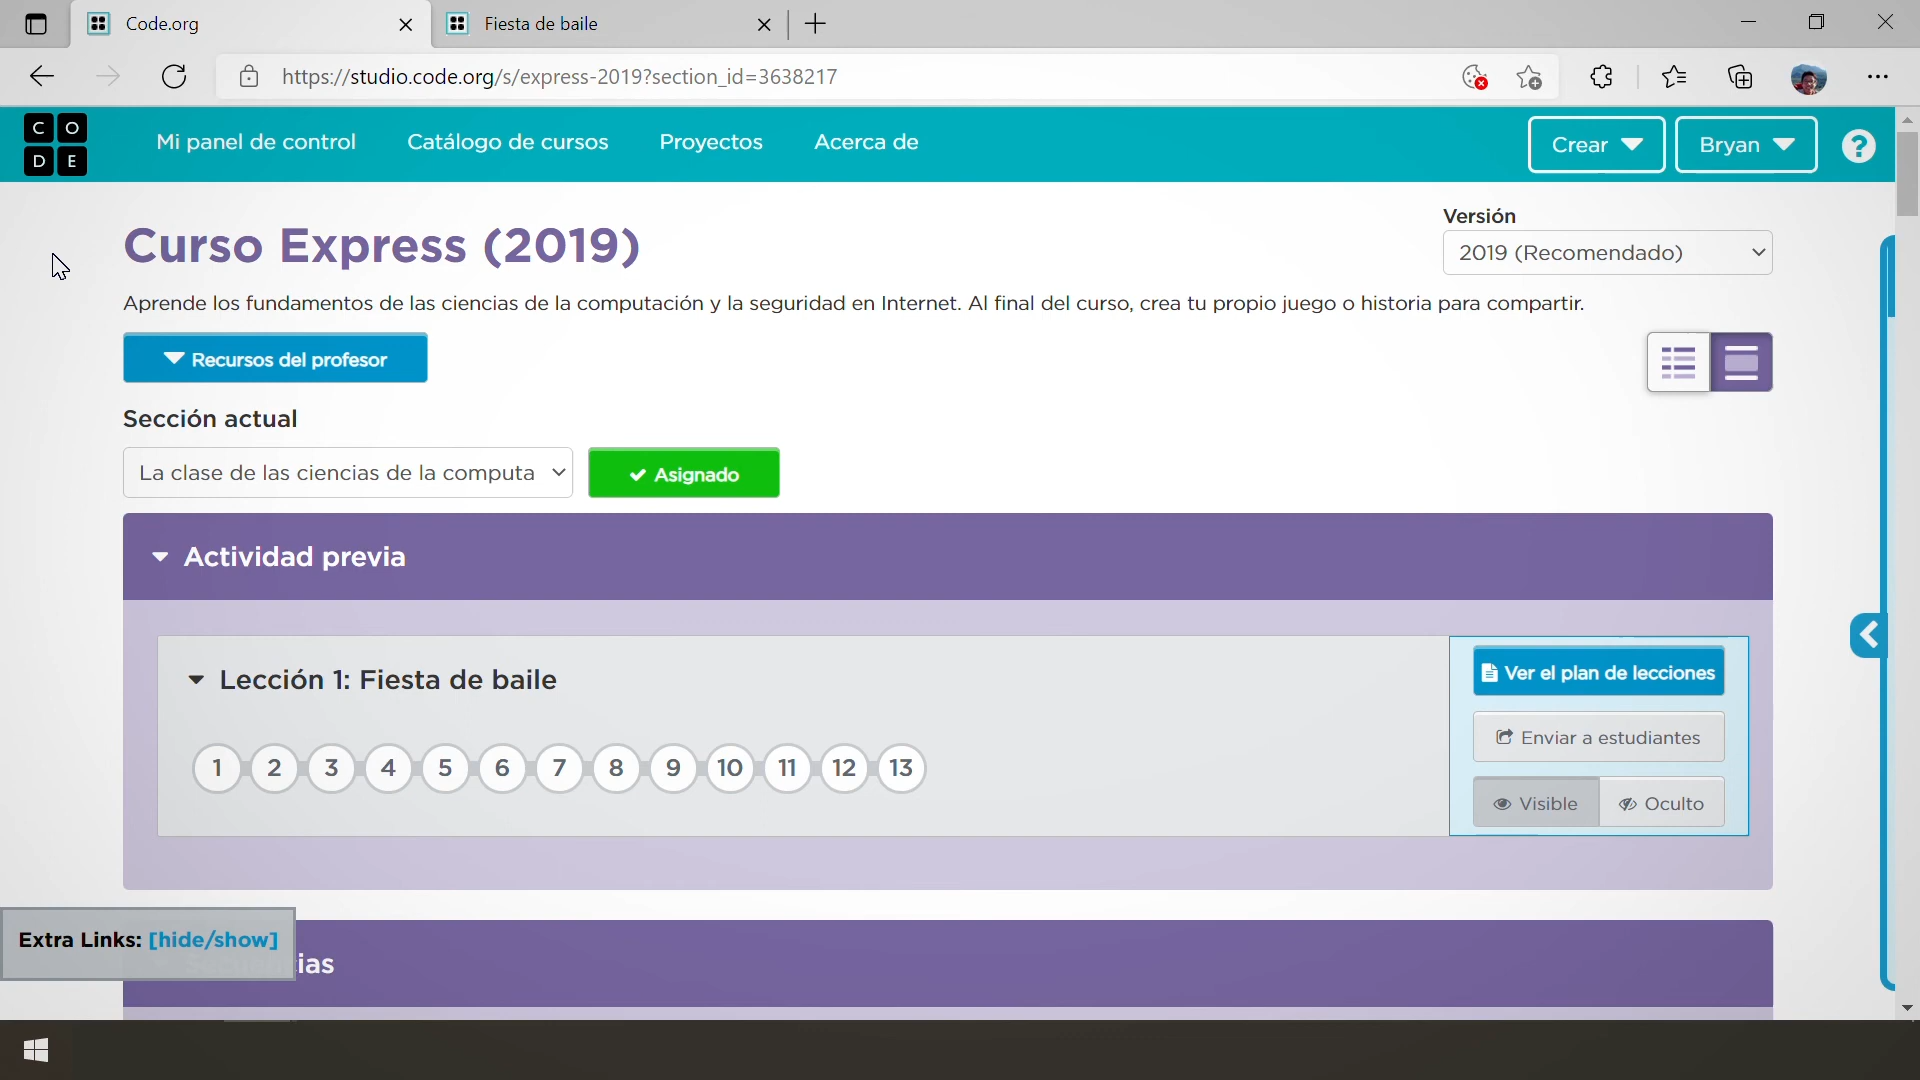 Code.org
Fiesta de baile
https://studio.code.org/s/express-2019?section_id=3638217
C O
D E
Mi panel de control
Catálogo de cursos
Proyectos
Acerca de
Crear
Bryan
?
Curso Express (2019)
Versión
2019 (Recomendado)
Aprende los fundamentos de las ciencias de la computación y la seguridad en Internet. Al final del curso, crea tu propio juego o historia para compartir.
Recursos del profesor
Sección actual
La clase de las ciencias de la computa
Asignado
Actividad previa
Lección 1: Fiesta de baile
1 2 3 4 5 6 7 8 9 10 11 12 13
Ver el plan de lecciones
Enviar a estudiantes
Visible
Oculto
Extra Links: [hide/show]
ias